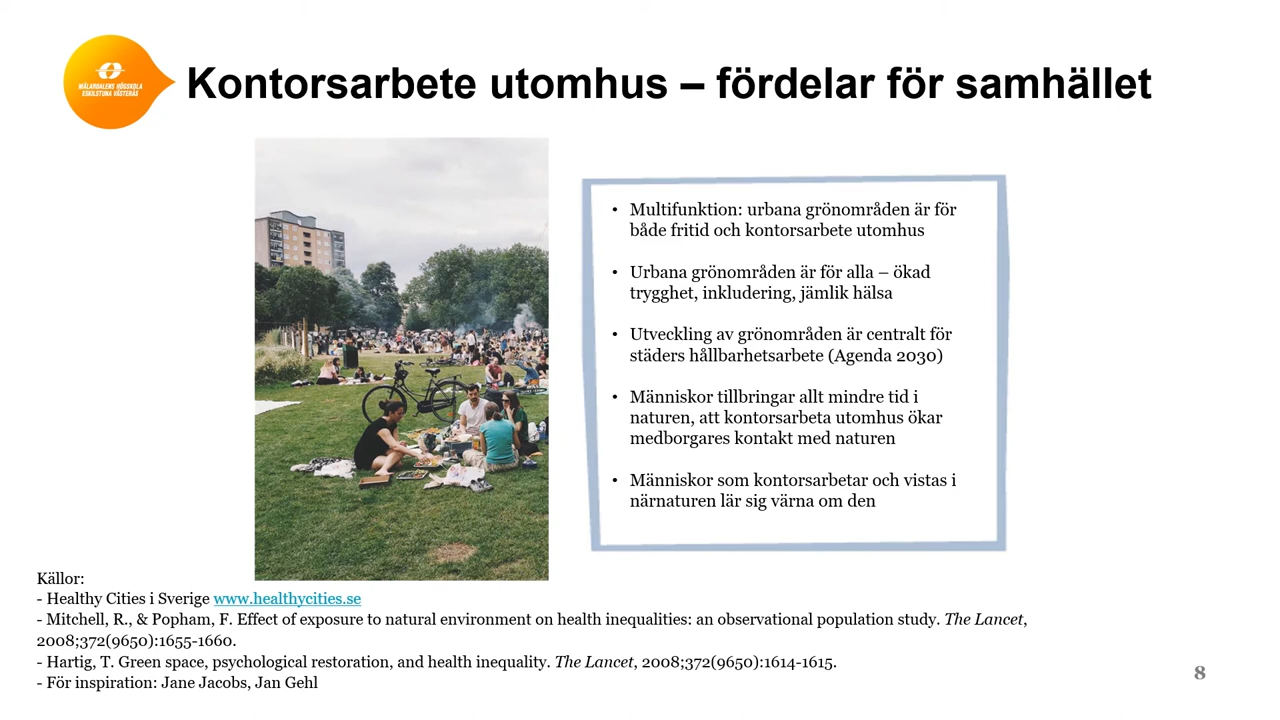 MÄLARDALENS HÖGSKOLA
ESKILSTUNA VÄSTERÅS
Kontorsarbete utomhus – fördelar för samhället
• Multifunktion: urbana grönområden är för
både fritid och kontorsarbete utomhus
• Urbana grönområden är för alla – ökad
trygghet, inkludering, jämlik hälsa
• Utveckling av grönområden är centralt för
städers hållbarhetsarbete (Agenda 2030)
• Människor tillbringar allt mindre tid i
naturen, att kontorsarbeta utomhus ökar
medborgares kontakt med naturen
• Människor som kontorsarbetar och vistas i
närnaturen lär sig värna om den
Källor:
- Healthy Cities i Sverige www.healthycities.se
- Mitchell, R., & Popham, F. Effect of exposure to natural environment on health inequalities: an observational population study. The Lancet,
2008;372(9650):1655-1660.
- Hartig, T. Green space, psychological restoration, and health inequality. The Lancet, 2008;372(9650):1614-1615.
- För inspiration: Jane Jacobs, Jan Gehl
8